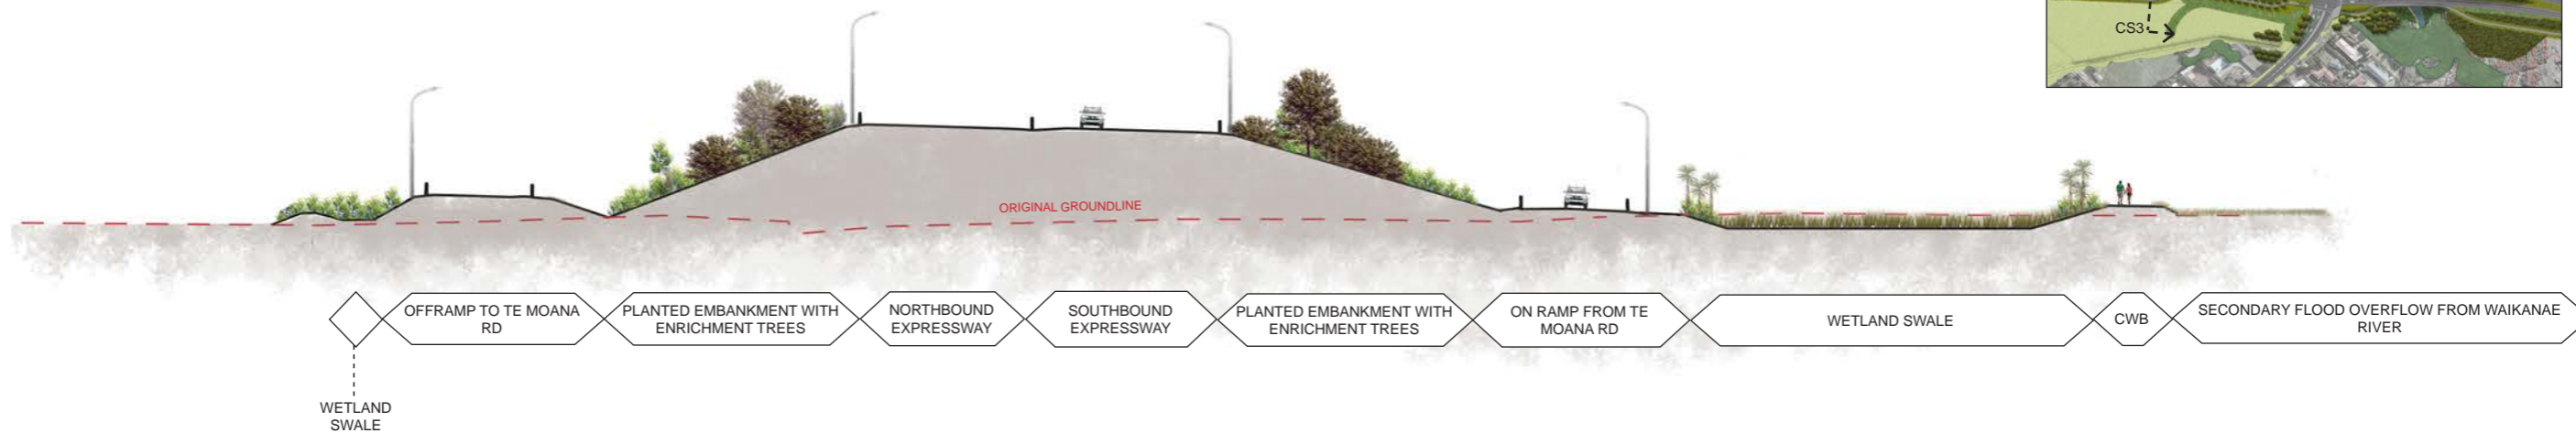 CS3
ORIGINAL GROUNDLINE
OFFRAMP TO TE MOANA
RD
PLANTED EMBANKMENT WITH
ENRICHMENT TREES
NORTHBOUND
EXPRESSWAY
SOUTHBOUND
EXPRESSWAY
PLANTED EMBANKMENT WITH
ENRICHMENT TREES
ON RAMP FROM TE
MOANA RD
WETLAND SWALE
CWB
SECONDARY FLOOD OVERFLOW FROM WAIKANAE
RIVER
WETLAND
SWALE